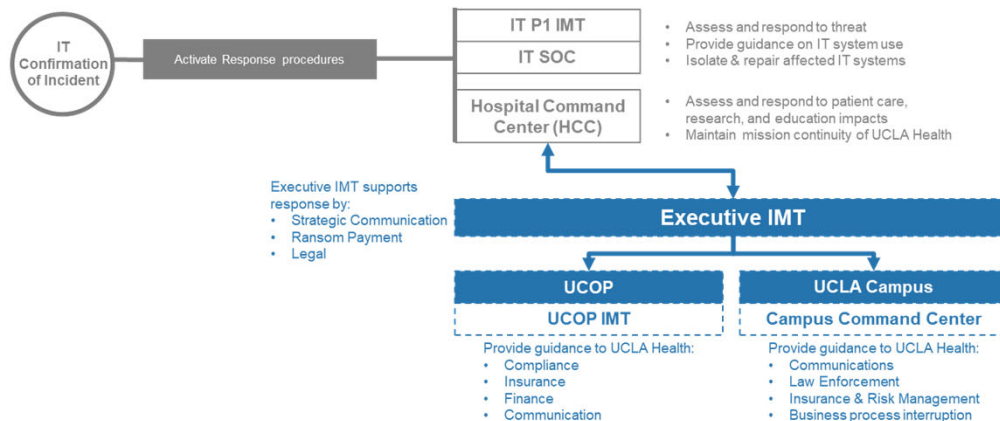 IT
Confirmation
of Incident
Activate Response procedures
IT P1 IMT
IT SOC
• Assess and respond to threat
• Provide guidance on IT system use
• Isolate & repair affected IT systems
Hospital Command
Center (HCC)
• Assess and respond to patient care,
research, and education impacts
• Maintain mission continuity of UCLA Health
Executive IMT supports
response by:
• Strategic Communication
• Ransom Payment
• Legal
Executive IMT
UCOP
UCOP IMT
Provide guidance to UCLA Health:
• Compliance
• Insurance
• Finance
• Communication
UCLA Campus
Campus Command Center
Provide guidance to UCLA Health:
• Communications
• Law Enforcement
• Insurance & Risk Management
• Business process interruption